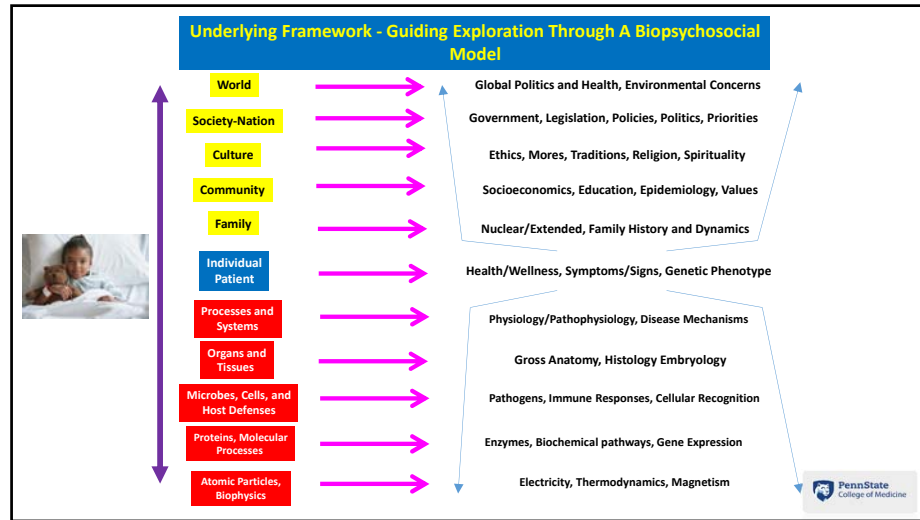 Underlying Framework - Guiding Exploration Through A Biopsychosocial
Model
World
Global Politics and Health, Environmental Concerns
Society-Nation
Government, Legislation, Policies, Politics, Priorities
Culture
Ethics, Mores, Traditions, Religion, Spirituality
Community
Socioeconomics, Education, Epidemiology, Values
Family
Nuclear/Extended, Family History and Dynamics
Individual
Patient
Health/Wellness, Symptoms/Signs, Genetic Phenotype
Processes and
Systems
Physiology/Pathophysiology, Disease Mechanisms
Organs and
Tissues
Gross Anatomy, Histology Embryology
Microbes, Cells, and
Host Defenses
Pathogens, Immune Responses, Cellular Recognition
Proteins, Molecular
Processes
Enzymes, Biochemical pathways, Gene Expression
Atomic Particles,
Biophysics
Electricity, Thermodynamics, Magnetism
PennState
College of Medicine